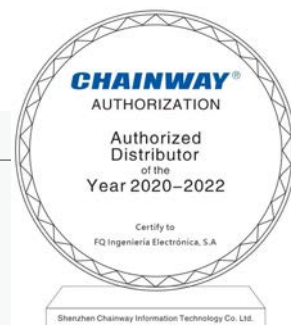 CHAINWAY®
AUTHORIZATION
Authorized
Distributor
of the
Year 2020–2022
Certify to
FQ Ingeniería Electrónica, S.A
Shenzhen Chainway Information Technology Co. Ltd.